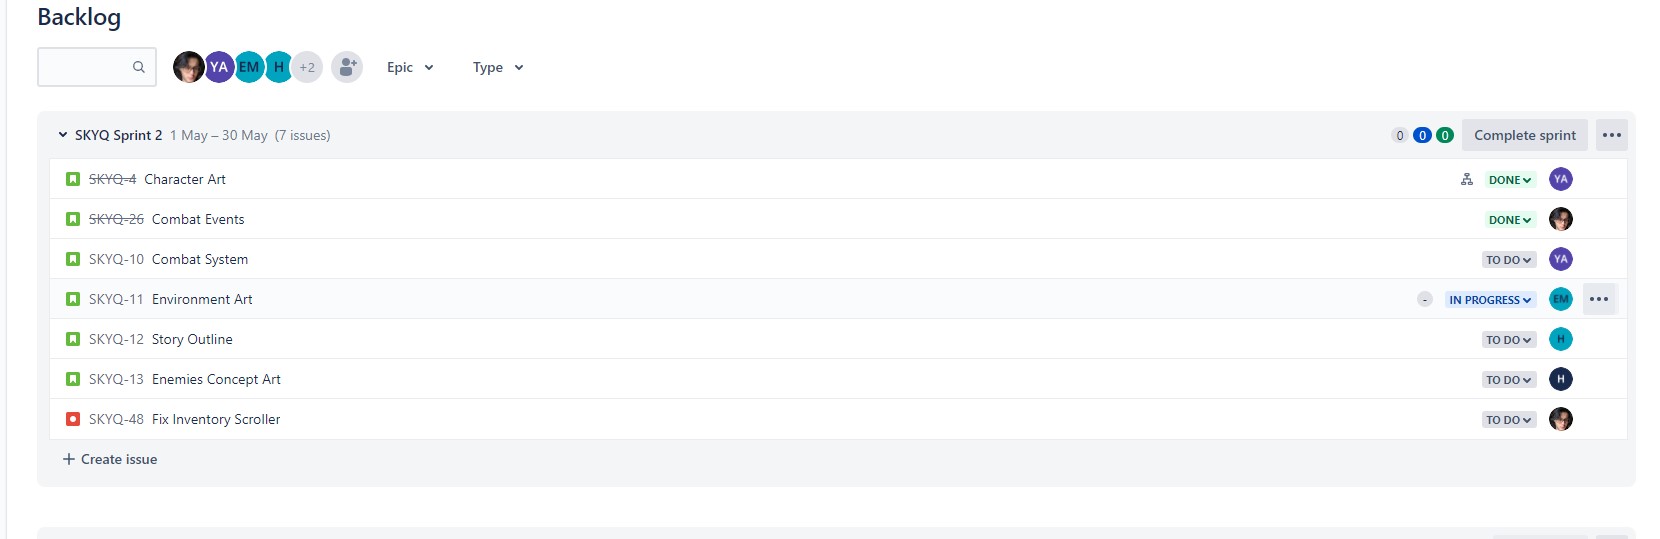 Backlog
YA EM H +2 Epic Type
SKYQ Sprint 2 1 May – 30 May (7 issues) 0 0 0 Complete sprint
SKYQ-4 Character Art DONE YA
SKYQ-26 Combat Events DONE
SKYQ-10 Combat System TO DO YA
SKYQ-11 Environment Art - IN PROGRESS EM
SKYQ-12 Story Outline TO DO H
SKYQ-13 Enemies Concept Art TO DO H
SKYQ-48 Fix Inventory Scroller TO DO
+ Create issue